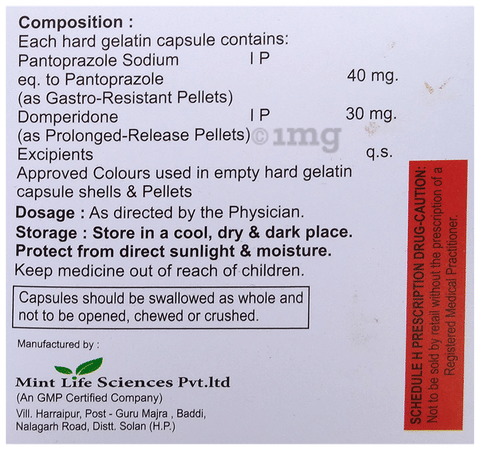 Composition :
Each hard gelatin capsule contains:
Pantoprazole Sodium I P
eq. to Pantoprazole 40 mg.
(as Gastro-Resistant Pellets)
Domperidone I P 30 mg.
(as Prolonged-Release Pellets)
©1mg
Excipients q.s.
Approved Colours used in empty hard gelatin
capsule shells & Pellets
Dosage : As directed by the Physician.
Storage : Store in a cool, dry & dark place.
Protect from direct sunlight & moisture.
Keep medicine out of reach of children.
Capsules should be swallowed as whole and
not to be opened, chewed or crushed.
Manufactured by :
Mint Life Sciences Pvt.ltd
(An GMP Certified Company)
Vill. Harraipur, Post - Guru Majra , Baddi,
Nalagarh Road, Distt. Solan (H.P.)
SCHEDULE H PRESCRIPTION DRUG-CAUTION:
Not to be sold by retail without the prescription of a
Registered Medical Practitioner.